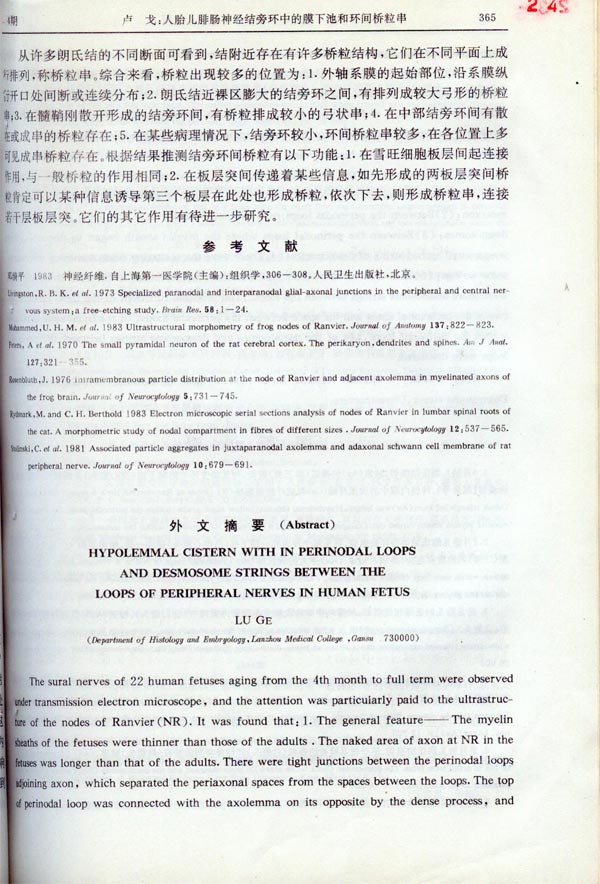 4期 卢 戈:人胎儿腓肠神经结旁环中的膜下池和环间桥粒串 365
从许多朗氏结的不同断面可看到,结附近存在有许多桥粒结构,它们在不同平面上成
排列,称桥粒串。综合来看,桥粒出现较多的位置为:1.外轴系膜的起始部位,沿系膜纵
开口处间断或连续分布;2.朗氏结近裸区膨大的结旁环之间,有排列成较大弓形的桥粒
串;3.在髓鞘刚散开形成的结旁环间,有桥粒排成较小的弓状串;4.在中部结旁环间有散
在或成串的桥粒存在;5.在某些病理情况下,结旁环较小,环间桥粒串较多,在各位置上多
可见成串桥粒存在。根据结果推测结旁环间桥粒有以下功能:1.在雪旺细胞板层间起连接
作用,与一般桥粒的作用相同;2.在板层突间传递着某些信息,如先形成的两板层突间桥
粒肯定可以某种信息诱导第三个板层在此处也形成桥粒,依次下去,则形成桥粒串,连接
若干层板层突。它们的其它作用有待进一步研究。
参 考 文 献
平 1983 神经纤维.自上海第一医学院(主编):组织学,306—308.人民卫生出版社,北京。
Livingston,R.B.K. et al. 1973 Specialized paranodal and interparanodal glial-axonal junctions in the peripheral and central ner-
vous system:a free-etching study. Brain Res. 58:1—24.
Mohammed,U.H.M. et al. 1983 Ultrastructural morphometry of frog nodes of Ranvier. Journal of Anatomy 137:822—823.
Peters, A et al. 1970 The small pyramidal neuron of the rat cerebral cortex. The perikaryon,dendrites and spines. Am J Anat.
127:321—355.
Rosenbluth,J. 1976 intramembranous particle distribution at the node of Ranvier and adjacent axolemma in myelinated axons of
the frog brain. Journal of Neurocytology 5:731—745.
Rydmark,M. and C.H. Berthold 1983 Electron microscopic serial sections analysis of nodes of Ranvier in lumbar spinal roots of
the cat. A morphometric study of nodal compartment in fibres of different sizes . Journal of Neurocytology 12:537—565.
Stolinski,C. et al. 1981 Associated particle aggregates in juxtaparanodal axolemma and adaxonal schwann cell membrane of rat
peripheral nerve. Journal of Neurocytology 10:679—691.
外 文 摘 要 (Abstract)
HYPOLEMMAL CISTERN WITH IN PERINODAL LOOPS
AND DESMOSOME STRINGS BETWEEN THE
LOOPS OF PERIPHERAL NERVES IN HUMAN FETUS
LU GE
(Department of Histology and Embryology,Lanzhou Medical College ,Gansu 730000)
The sural nerves of 22 human fetuses aging from the 4th month to full term were observed
under transmission electron microscope, and the attention was particularly paid to the ultrastruc-
ture of the nodes of Ranvier(NR). It was found that:1. The general feature——The myelin
sheaths of the fetuses were thinner than those of the adults . The naked area of axon at NR in the
fetuses was longer than that of the adults. There were tight junctions between the perinodal loops
adjoining axon, which separated the periaxonal spaces from the spaces between the loops. The top
of perinodal loop was connected with the axolemma on its opposite by the dense process, and